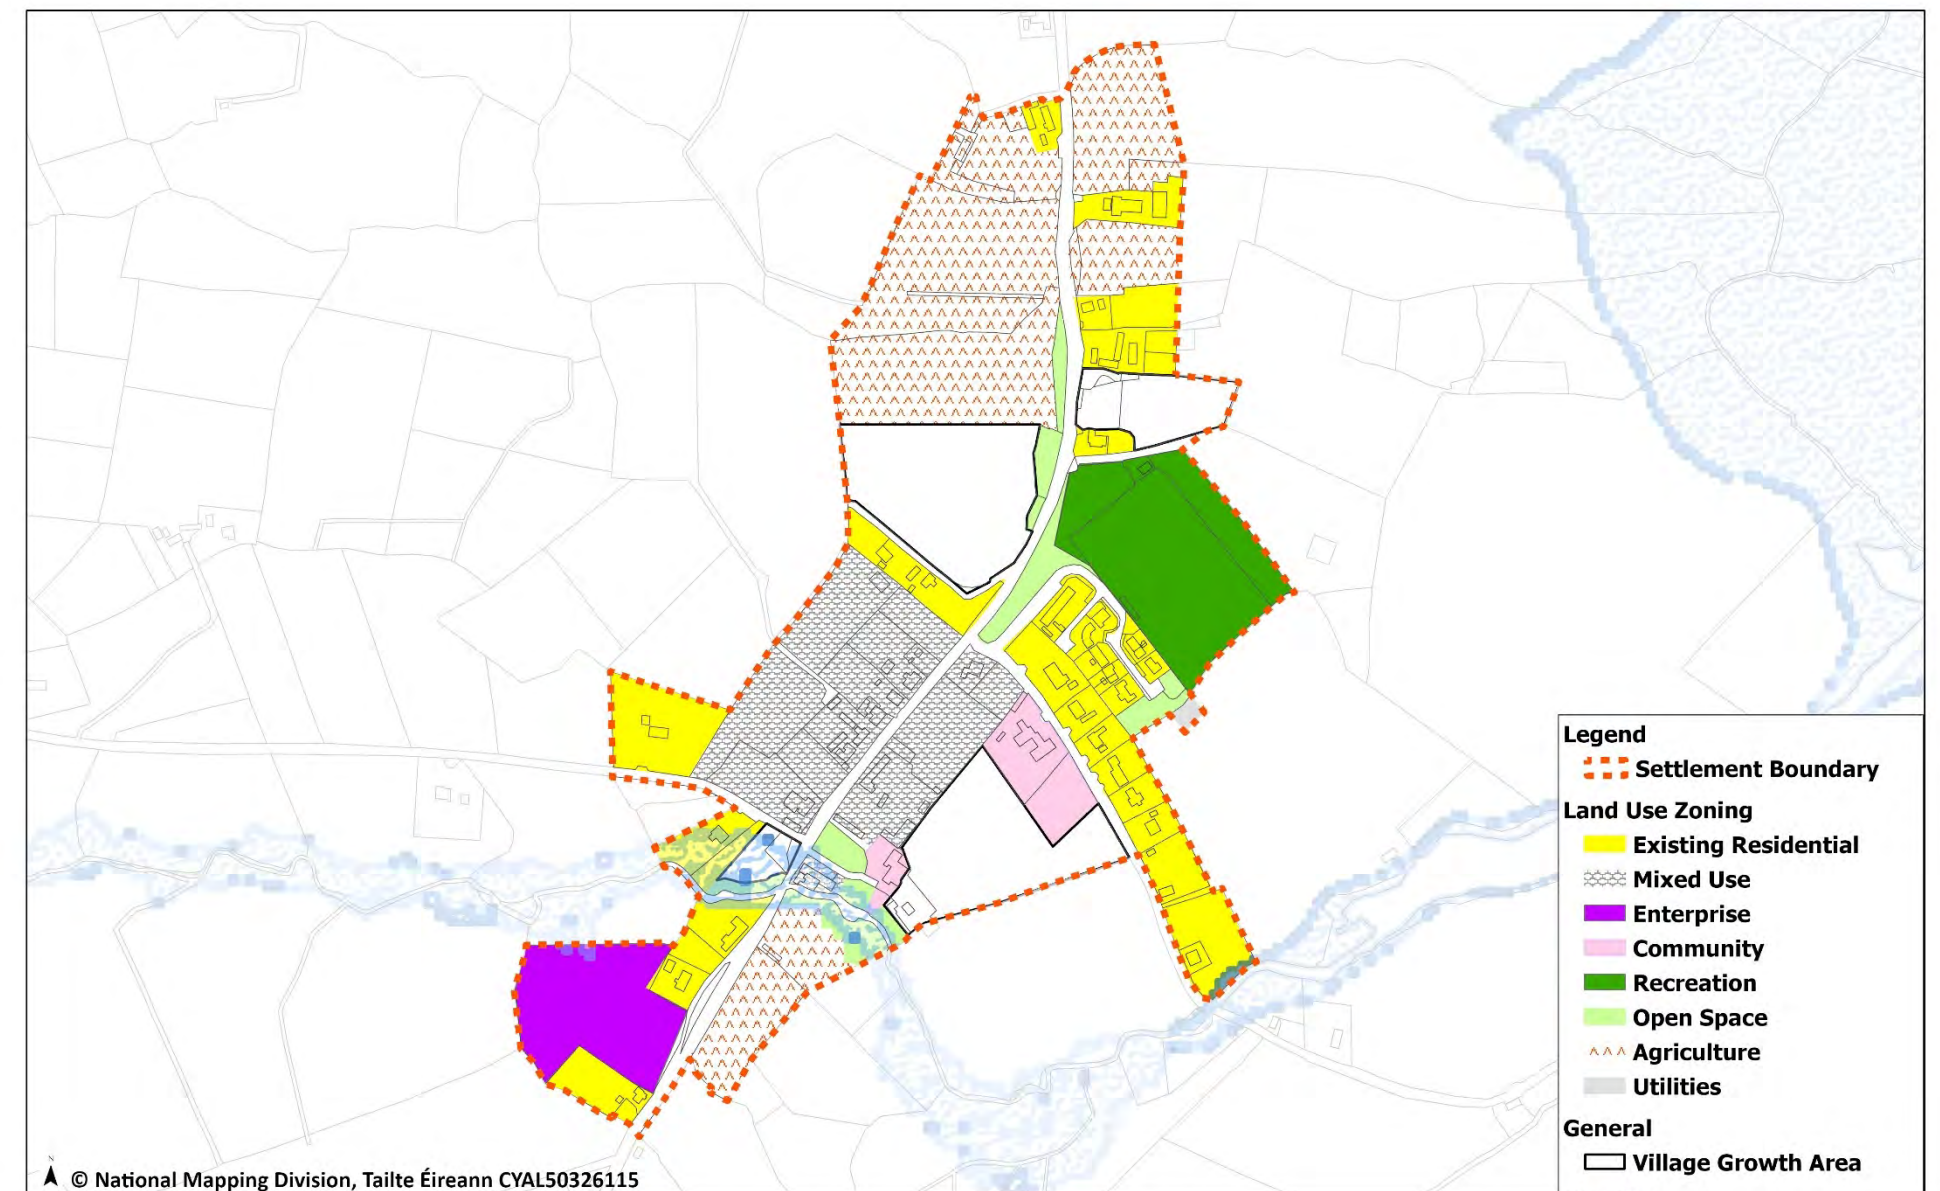 Legend
Settlement Boundary
Land Use Zoning
Existing Residential
Mixed Use
Enterprise
Community
Recreation
Open Space
Agriculture
Utilities
General
Village Growth Area
N
© National Mapping Division, Tailte Éireann CYAL50326115